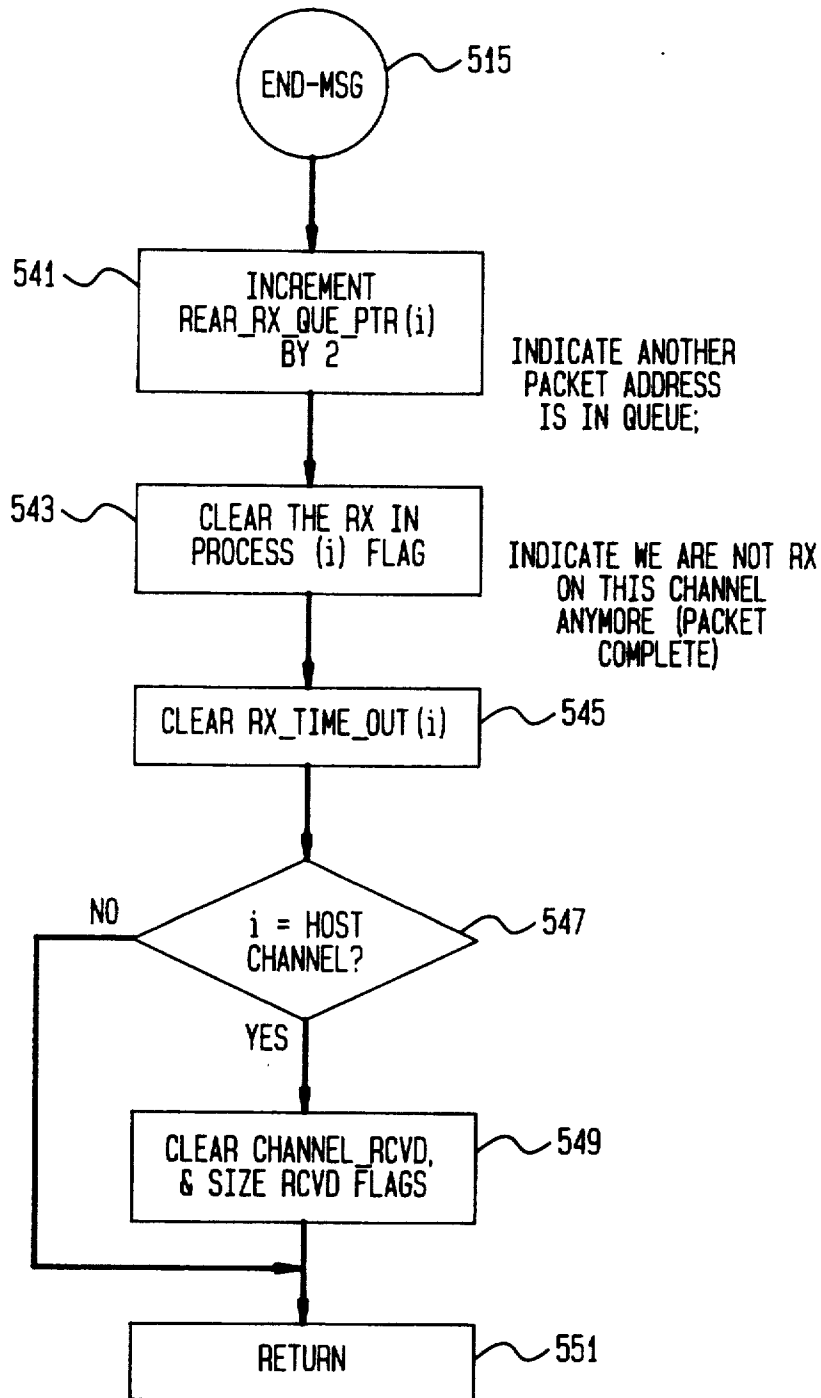 515
END-MSG
541
INCREMENT
REAR_RX_QUE_PTR(i)
BY 2
INDICATE ANOTHER
PACKET ADDRESS
IS IN QUEUE;
543
CLEAR THE RX IN
PROCESS (i) FLAG
INDICATE WE ARE NOT RX
ON THIS CHANNEL
ANYMORE (PACKET
COMPLETE)
CLEAR RX_TIME_OUT(i)
545
NO
i = HOST
CHANNEL?
547
YES
CLEAR CHANNEL_RCVD,
& SIZE RCVD FLAGS
549
RETURN
551